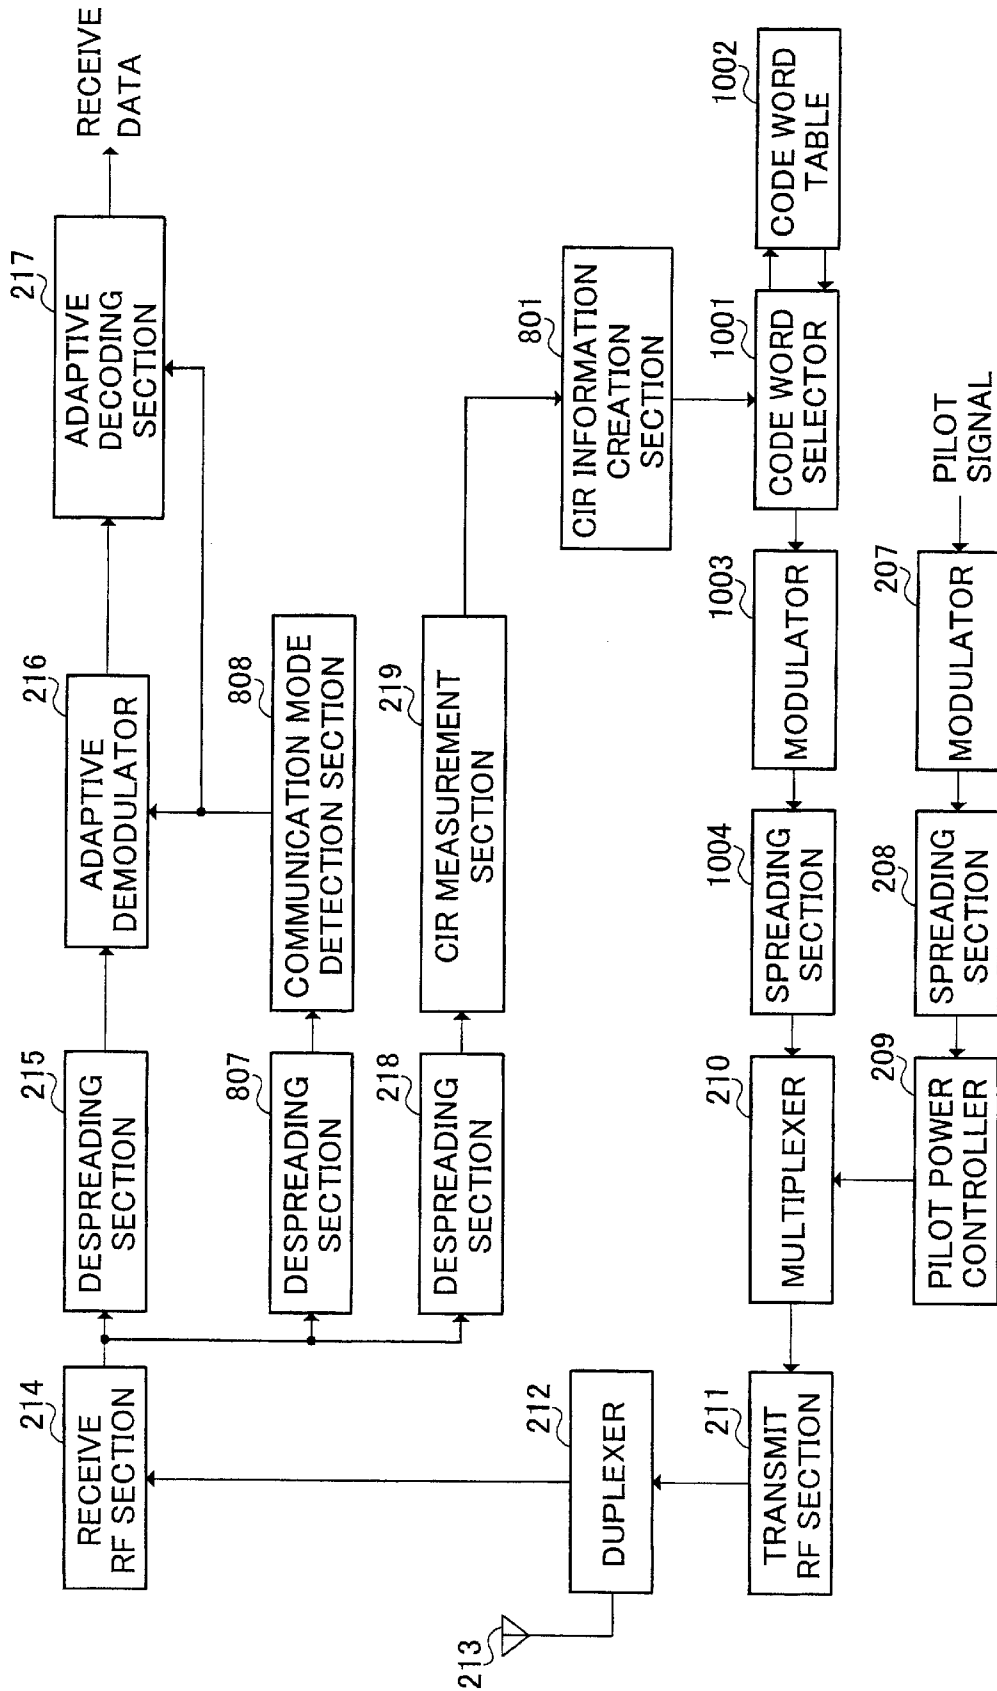 RECEIVE
DATA
217
ADAPTIVE
DECODING
SECTION
216
ADAPTIVE
DEMODULATOR
215
DESPREADING
SECTION
214
RECEIVE
RF SECTION
808
COMMUNICATION MODE
DETECTION SECTION
807
DESPREADING
SECTION
219
CIR MEASUREMENT
SECTION
218
DESPREADING
SECTION
801
CIR INFORMATION
CREATION
SECTION
212
DUPLEXER
213
1002
CODE WORD
TABLE
1001
CODE WORD
SELECTOR
1003
MODULATOR
1004
SPREADING
SECTION
210
MULTIPLEXER
211
TRANSMIT
RF SECTION
PILOT
SIGNAL
207
MODULATOR
208
SPREADING
SECTION
209
PILOT POWER
CONTROLLER